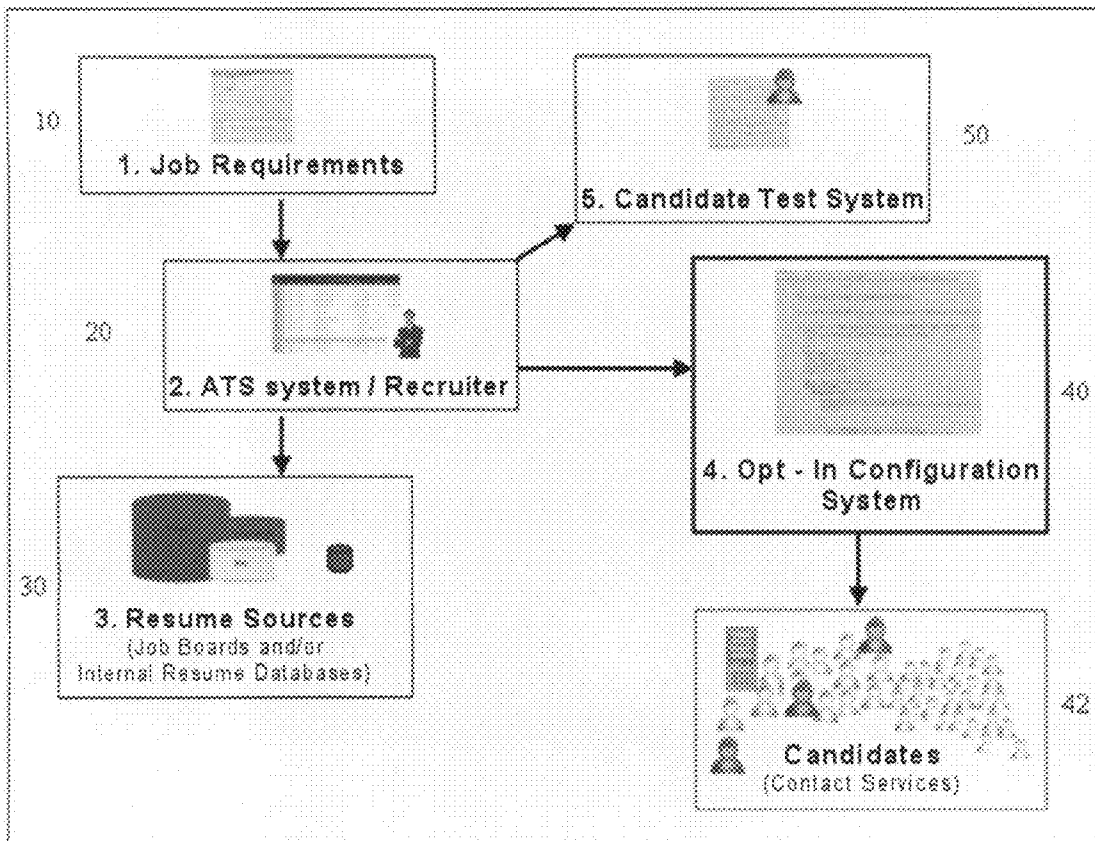 10
1. Job Requirements
50
5. Candidate Test System
20
2. ATS system / Recruiter
40
4. Opt - In Configuration
System
30
3. Resume Sources
(Job Boards and/or
Internal Resume Databases)
42
Candidates
(Contact Services)